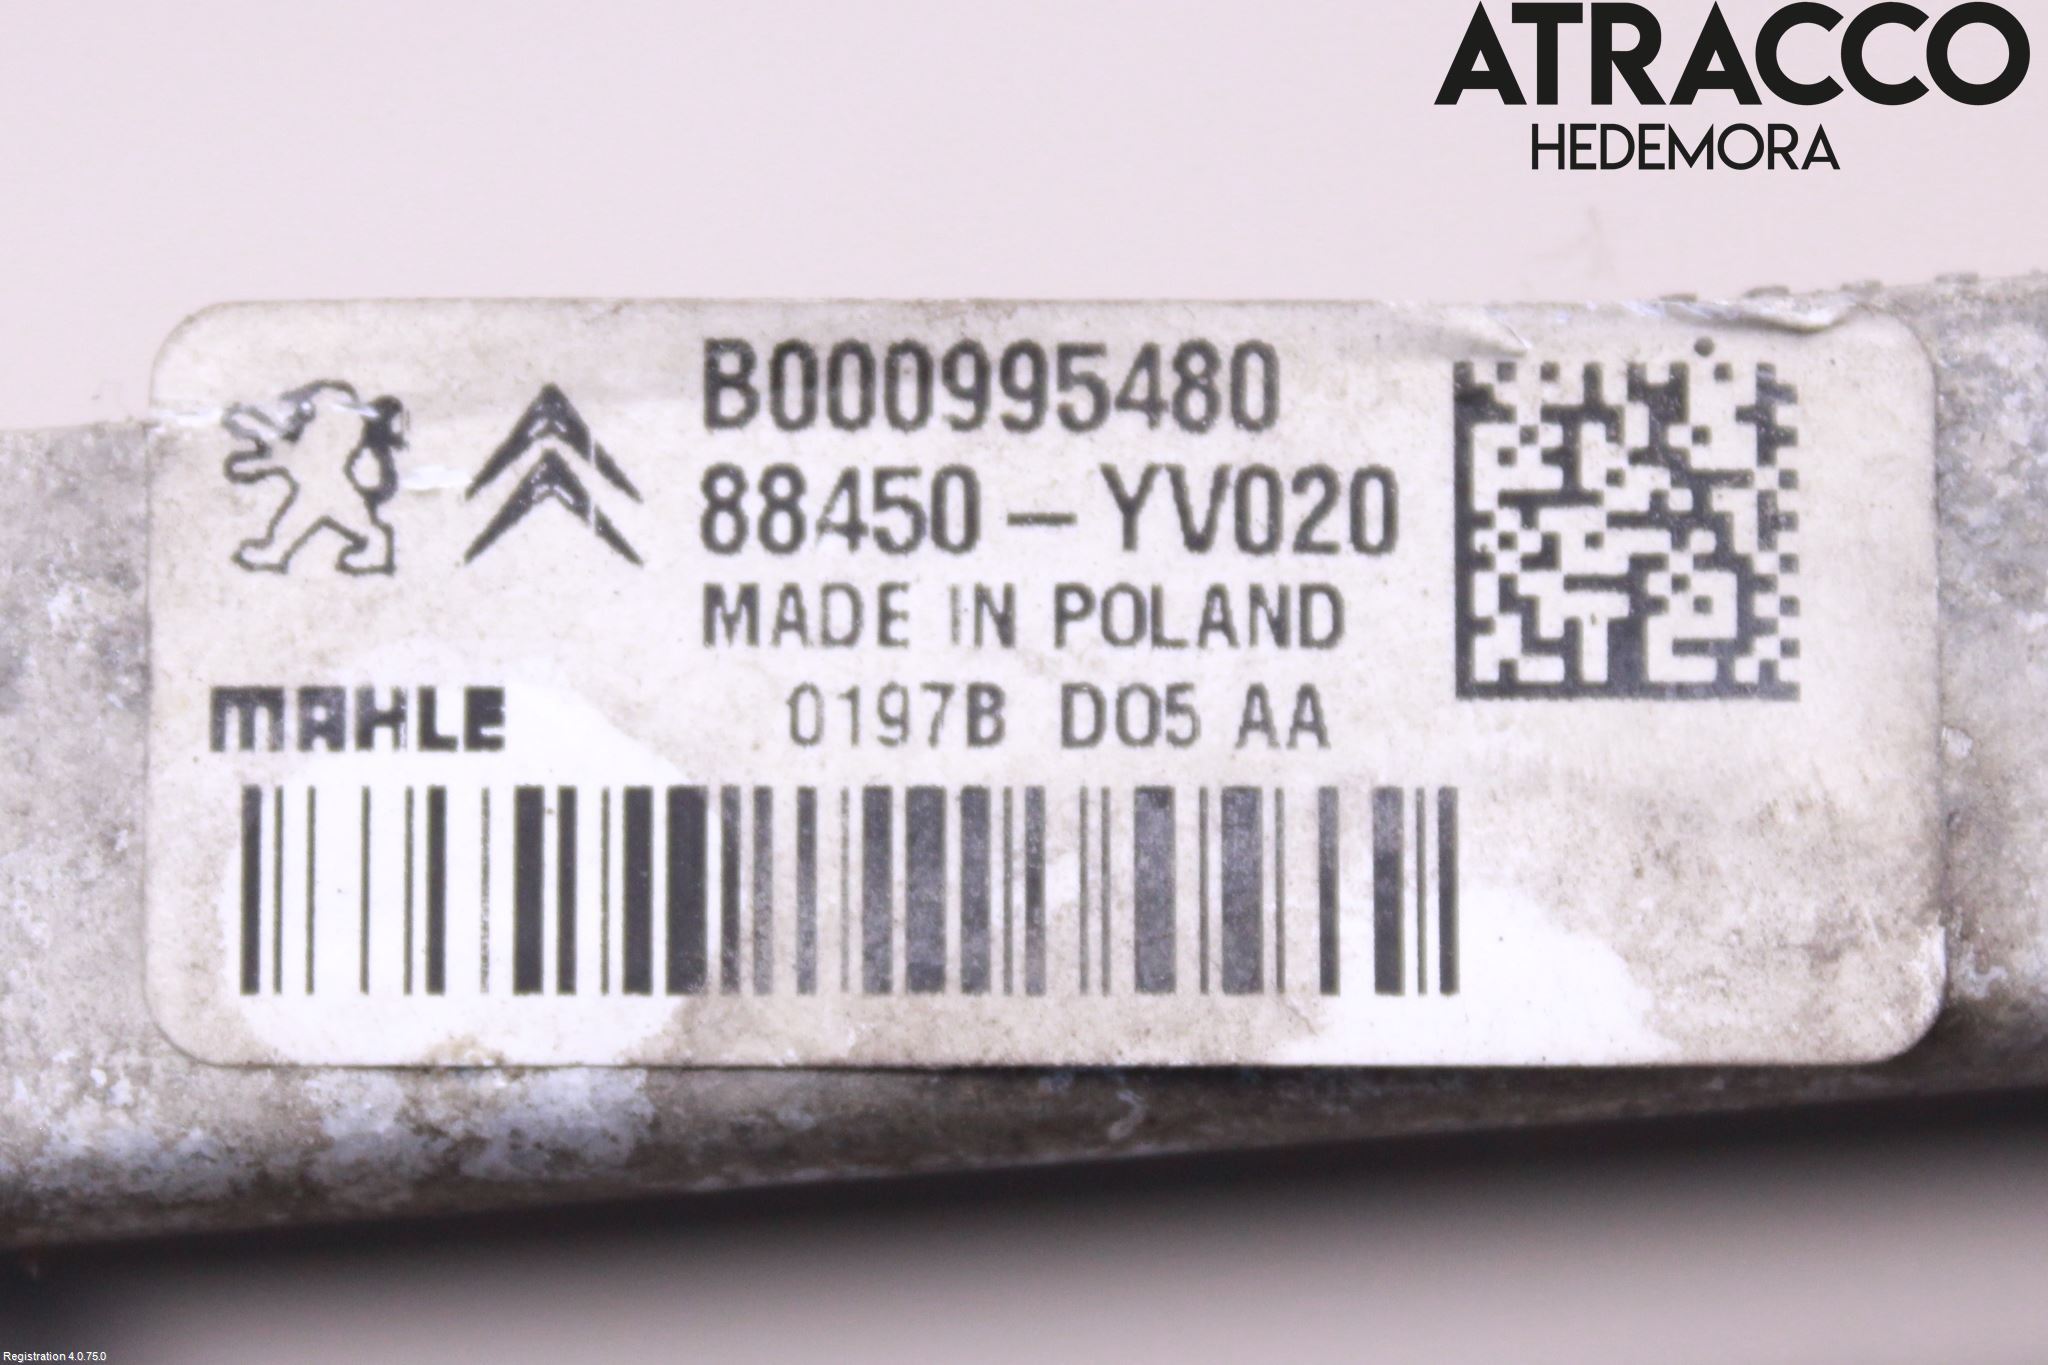 ATRACCO
HEDEMORA
B000995480
88450-YV020
MADE IN POLAND
MAHLE
0197B D05 AA
Registration 4.0.75.0